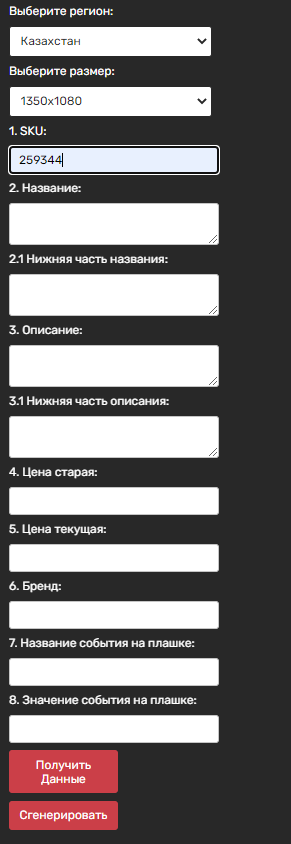 Выберите регион:
Казахстан
Выберите размер:
1350x1080
1. SKU:
259344
2. Название:
2.1 Нижняя часть названия:
3. Описание:
3.1 Нижняя часть описания:
4. Цена старая:
5. Цена текущая:
6. Бренд:
7. Название события на плашке:
8. Значение события на плашке:
Получить
Данные
Сгенерировать